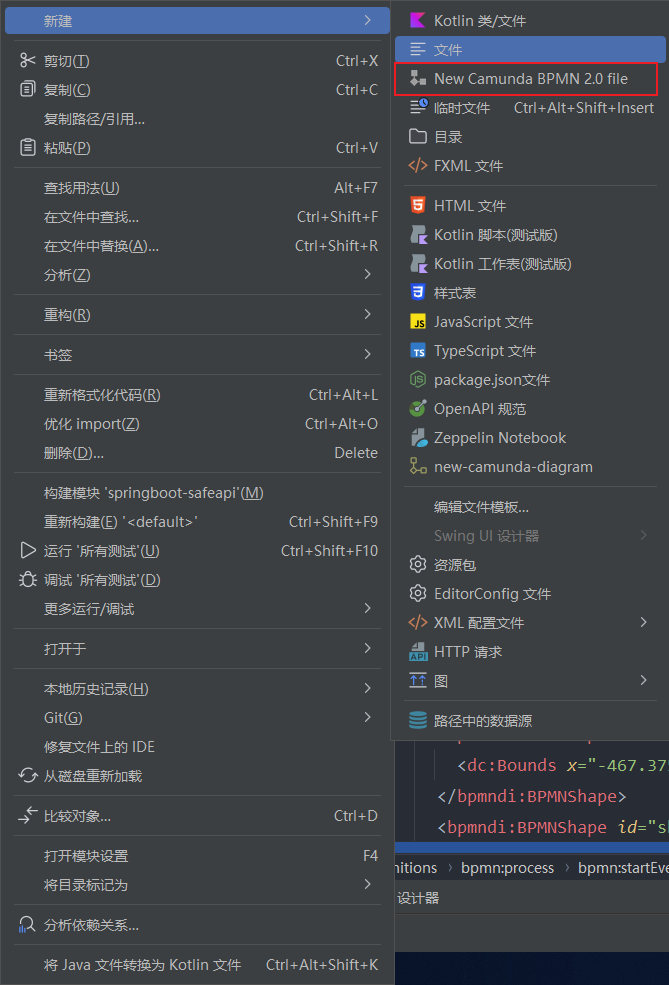 新建
剪切(T) Ctrl+X
复制(C) Ctrl+C
复制路径/引用...
粘贴(P) Ctrl+V
查找用法(U) Alt+F7
在文件中查找... Ctrl+Shift+F
在文件中替换(A)... Ctrl+Shift+R
分析(Z)
重构(R)
书签
重新格式化代码(R) Ctrl+Alt+L
优化 import(Z) Ctrl+Alt+O
删除(D)... Delete
构建模块 'springboot-safeapi'(M)
重新构建(E) '<default>' Ctrl+Shift+F9
运行 '所有测试'(U) Ctrl+Shift+F10
调试 '所有测试'(D)
更多运行/调试
打开于
本地历史记录(H)
Git(G)
修复文件上的 IDE
从磁盘重新加载
比较对象... Ctrl+D
打开模块设置 F4
将目录标记为
分析依赖关系...
将 Java 文件转换为 Kotlin 文件 Ctrl+Alt+Shift+K
Kotlin 类/文件
文件
New Camunda BPMN 2.0 file
临时文件 Ctrl+Alt+Shift+Insert
目录
FXML 文件
HTML 文件
Kotlin 脚本(测试版)
Kotlin 工作表(测试版)
样式表
JavaScript 文件
TypeScript 文件
package.json文件
OpenAPI 规范
Zeppelin Notebook
new-camunda-diagram
编辑文件模板...
Swing UI 设计器
资源包
EditorConfig 文件
XML 配置文件
HTTP 请求
图
路径中的数据源
<dc:Bounds x="-467.37
</bpmndi:BPMNShape>
<bpmndi:BPMNShape id="s
nitions bpmn:process bpmn:startEve
设计器